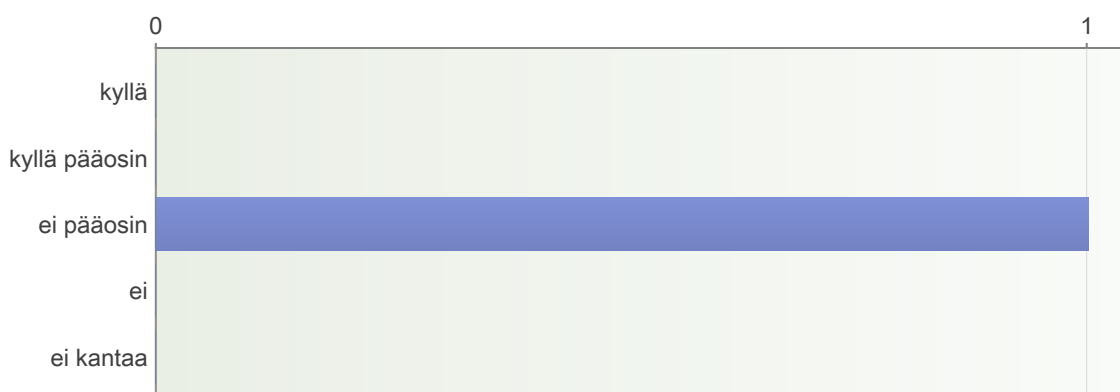 0 1
kyllä
kyllä pääosin
ei pääosin
ei
ei kantaa